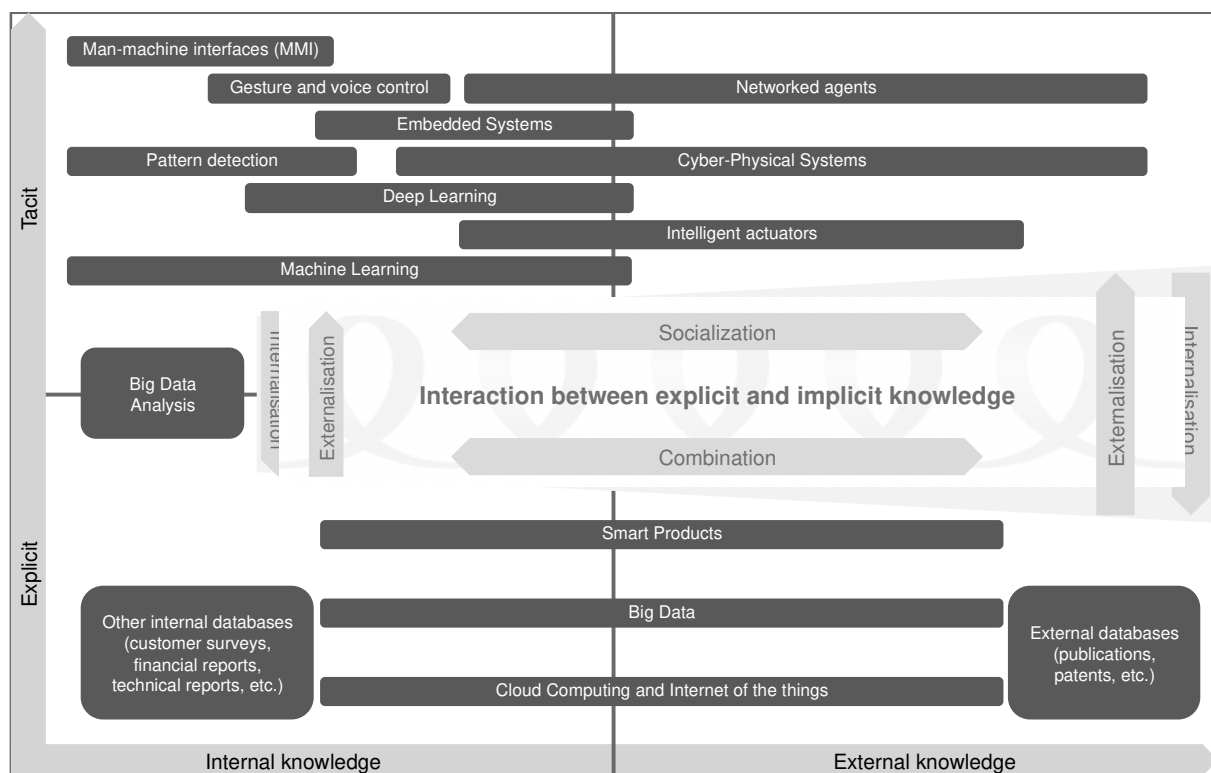 Man-machine interfaces (MMI)
Gesture and voice control
Networked agents
Embedded Systems
Pattern detection
Cyber-Physical Systems
Deep Learning
Intelligent actuators
Machine Learning
Tacit
Socialization
Internalisation
Externalisation
Big Data
Analysis
Interaction between explicit and implicit knowledge
Externalisation
Internalisation
Combination
Explicit
Smart Products
Other internal databases
(customer surveys,
financial reports,
technical reports, etc.)
Big Data
External databases
(publications,
patents, etc.)
Cloud Computing and Internet of the things
Internal knowledge
External knowledge